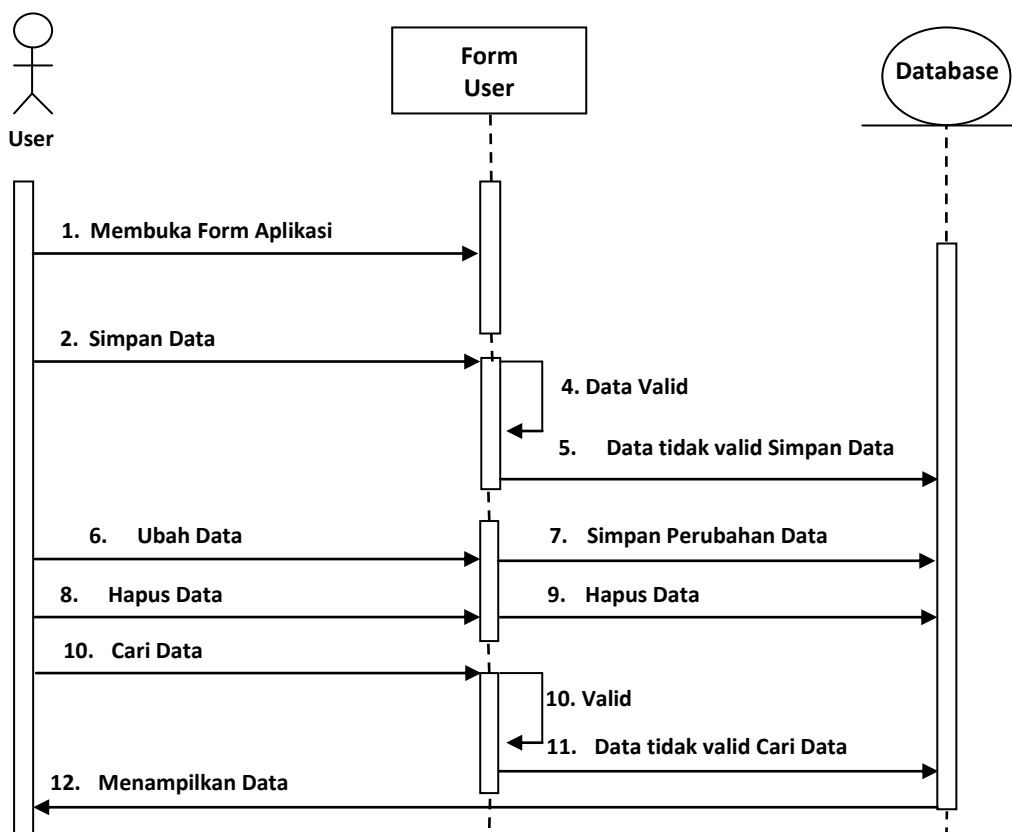 Form
User
Database
User
1. Membuka Form Aplikasi
2. Simpan Data
4. Data Valid
5. Data tidak valid Simpan Data
6. Ubah Data
7. Simpan Perubahan Data
8. Hapus Data
9. Hapus Data
10. Cari Data
10. Valid
11. Data tidak valid Cari Data
12. Menampilkan Data